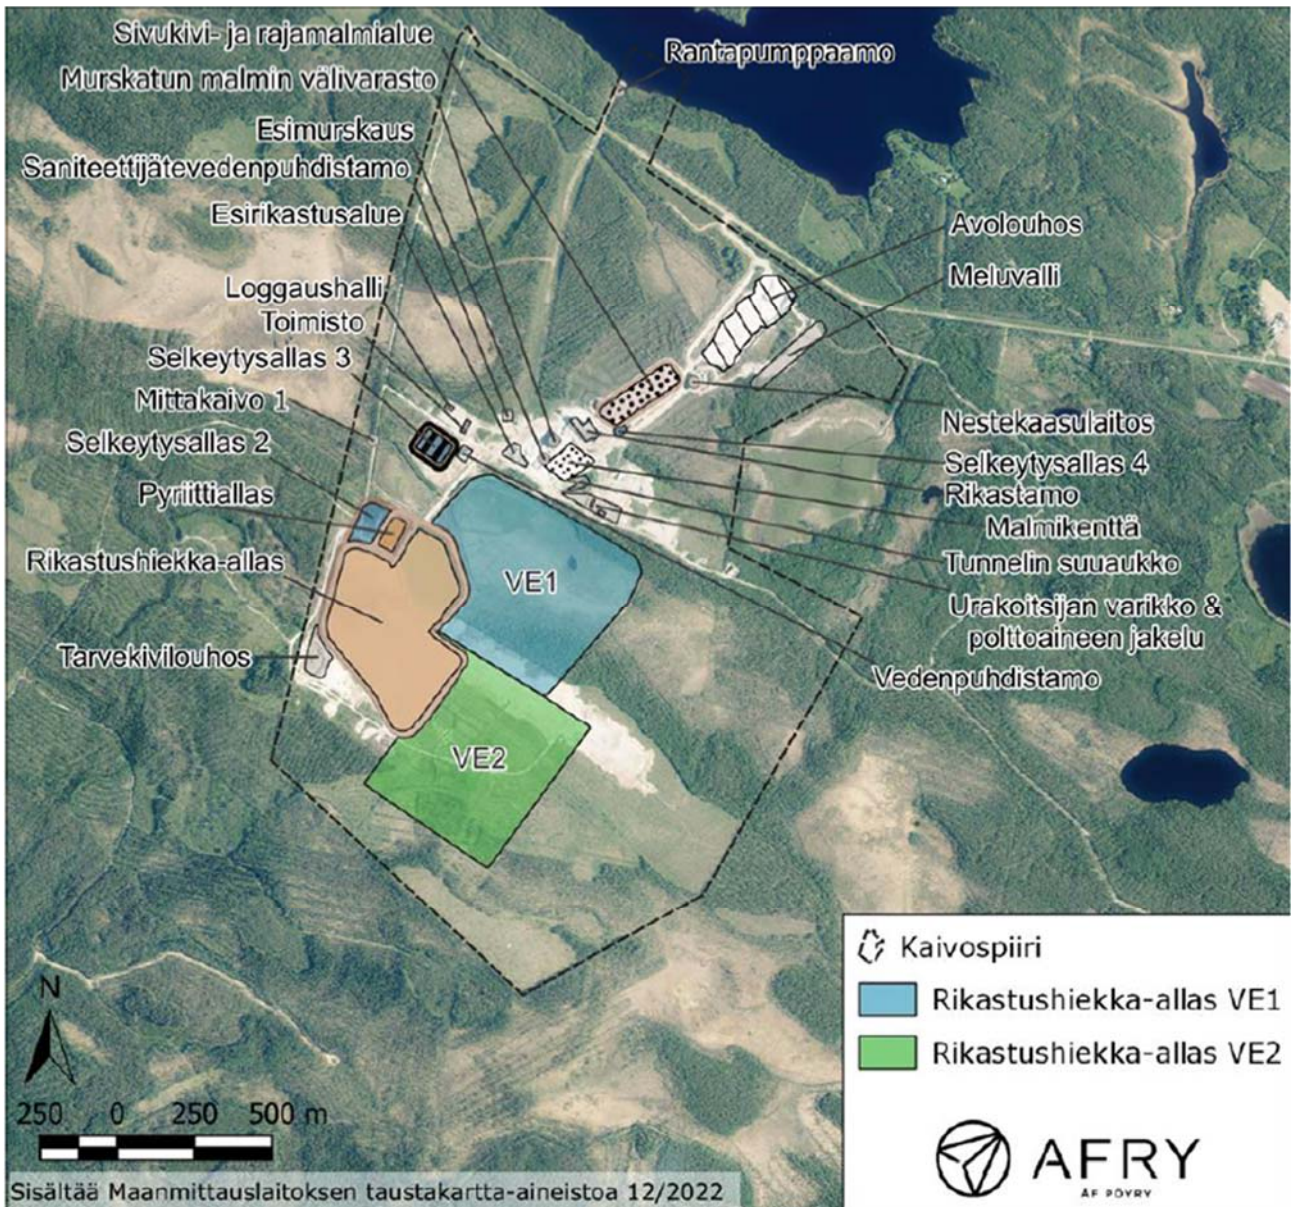 Sivukivi- ja rajamalmialue
Murskatun malmin välivarasto
Esimurskaus
Saniteettijätevedenpuhdistamo
Esirikastusalue
Loggaushalli
Toimisto
Selkeytysallas 3
Mittakaivo 1
Selkeytysallas 2
Pyriittiallas
Rikastushiekka-allas
Tarvekivilouhos
Rantapumppaamo
Avolouhos
Meluvalli
Nestekaasulaitos
Selkeytysallas 4
Rikastamo
Malmikenttä
Tunnelin suuaukko
Urakoitsijan varikko &
polttoaineen jakelu
Vedenpuhdistamo
VE1
VE2
N
250 0 250 500 m
Sisältää Maanmittauslaitoksen taustakartta-aineistoa 12/2022
Kaivospiiri
Rikastushiekka-allas VE1
Rikastushiekka-allas VE2
AFRY
ÅF PÖYRY